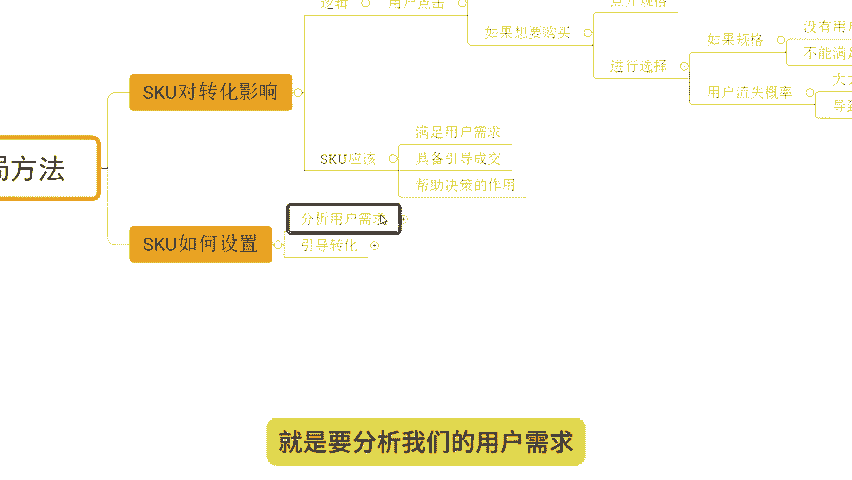 逻辑
用户点击
点开规格
如果想要购买
进行选择
如果规格
没有用户
不能满足
用户流失概率
大大
导致
SKU对转化影响
SKU应该
满足用户需求
具备引导成交
帮助决策的作用
局方法
SKU如何设置
分析用户需求
引导转化
就是要分析我们的用户需求